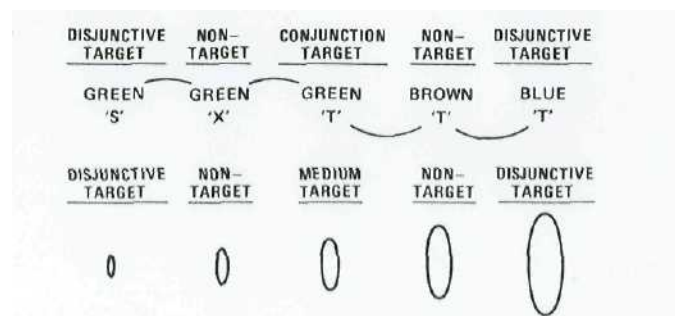 DISJUNCTIVE NON- CONJUNCTION NON- DISJUNCTIVE
TARGET TARGET TARGET TARGET TARGET
GREEN GREEN GREEN BROWN BLUE
'S' 'X' 'T' 'T' 'T'
DISJUNCTIVE NON- MEDIUM NON- DISJUNCTIVE
TARGET TARGET TARGET TARGET TARGET